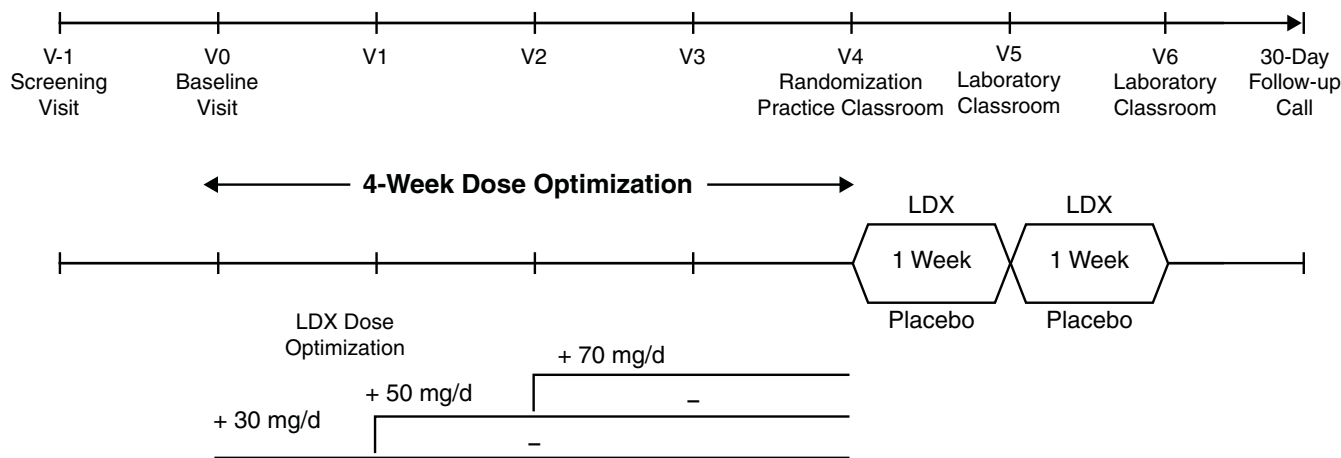 V-1
Screening
Visit
V0
Baseline
Visit
V1
V2
V3
V4
Randomization
Practice Classroom
V5
Laboratory
Classroom
V6
Laboratory
Classroom
30-Day
Follow-up
Call
4-Week Dose Optimization
LDX
LDX
1 Week
1 Week
Placebo
Placebo
LDX Dose
Optimization
+ 70 mg/d
–
+ 50 mg/d
–
+ 30 mg/d